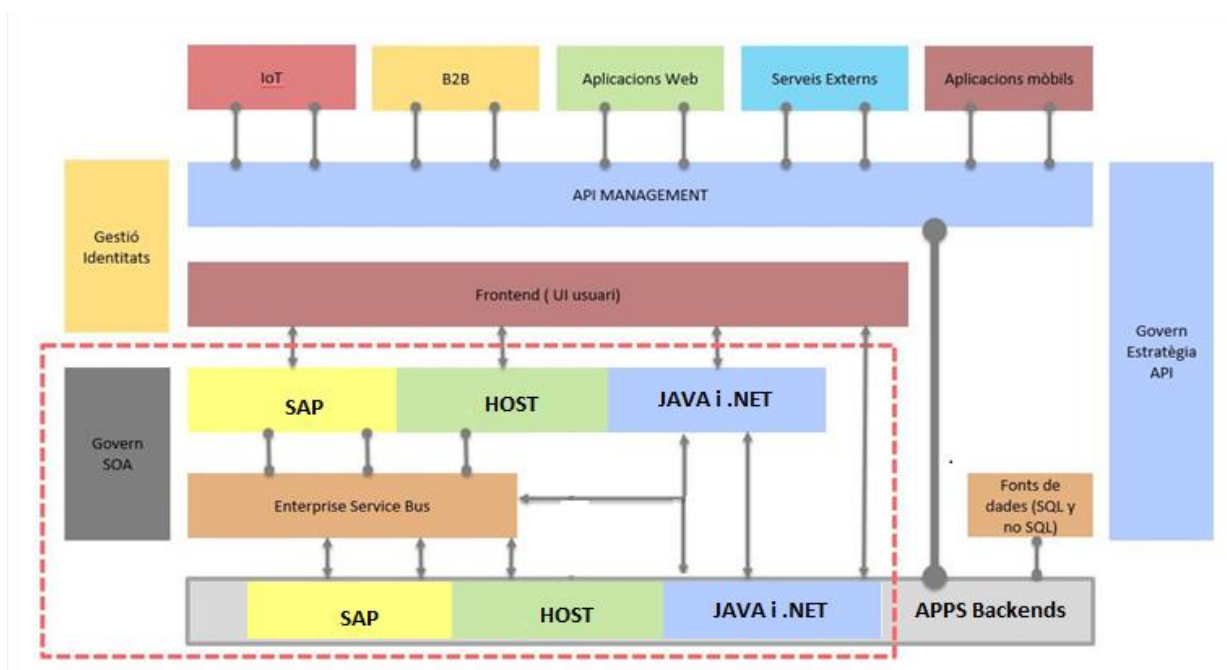 IoT
B2B
Aplicacions Web
Serveis Externs
Aplicacions mòbils
API MANAGEMENT
Gestió
Identitats
Frontend ( UI usuari)
Govern
Estratègia
API
SAP
HOST
JAVA i .NET
Govern
SOA
Enterprise Service Bus
Fonts de
dades (SQL y
no SQL)
SAP
HOST
JAVA i .NET
APPS Backends